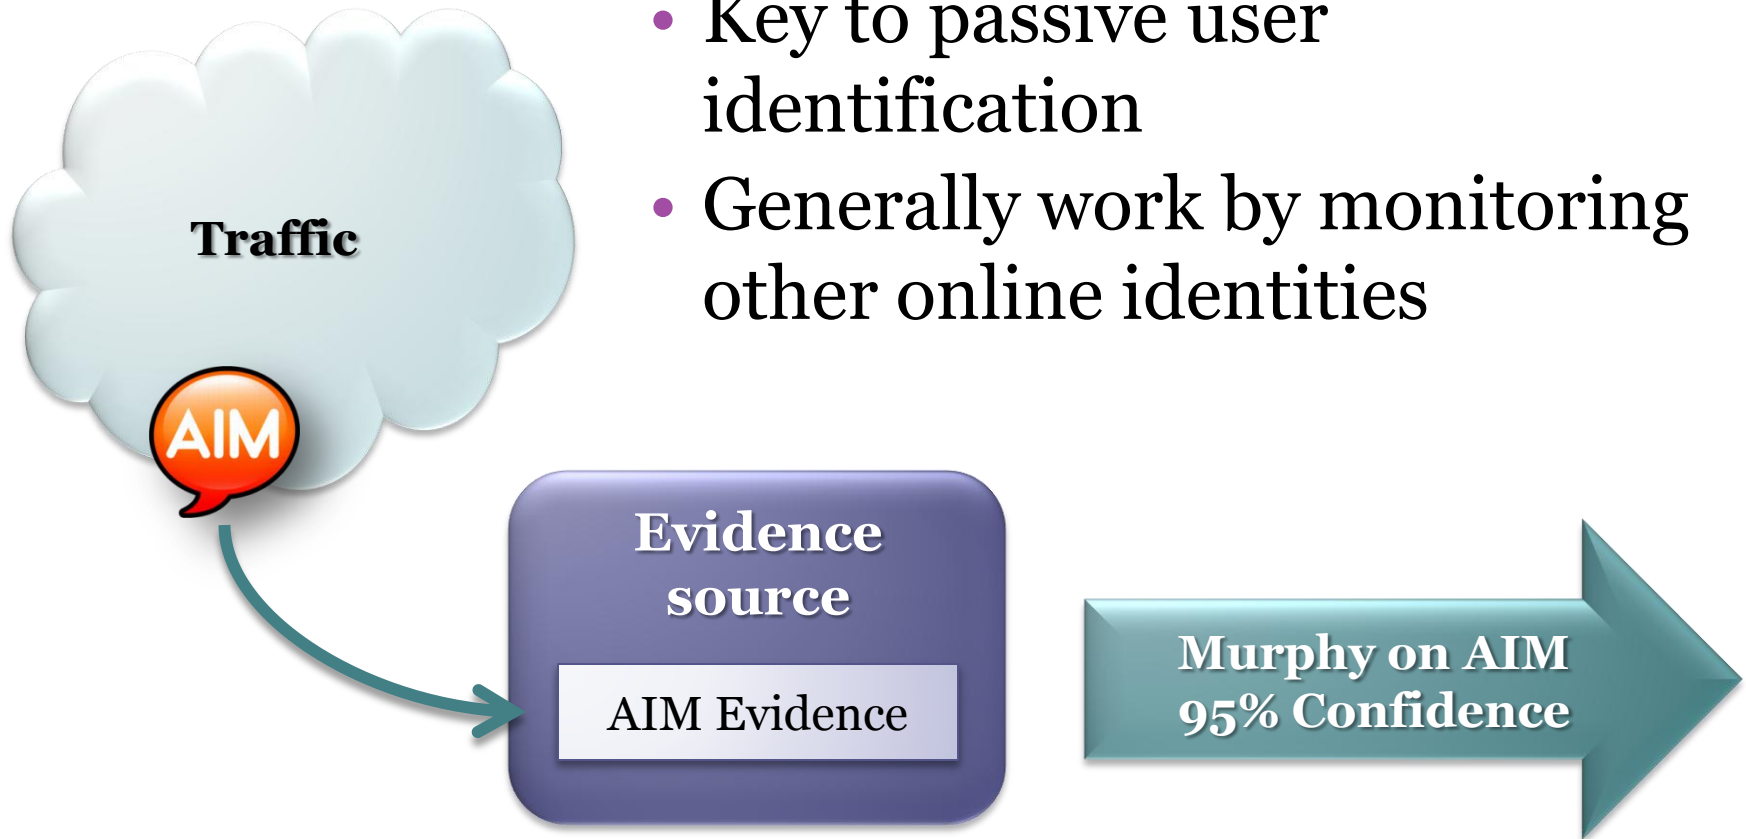 • Key to passive user
identification
• Generally work by monitoring
other online identities
Traffic
AIM
Evidence
source
AIM Evidence
Murphy on AIM
95% Confidence